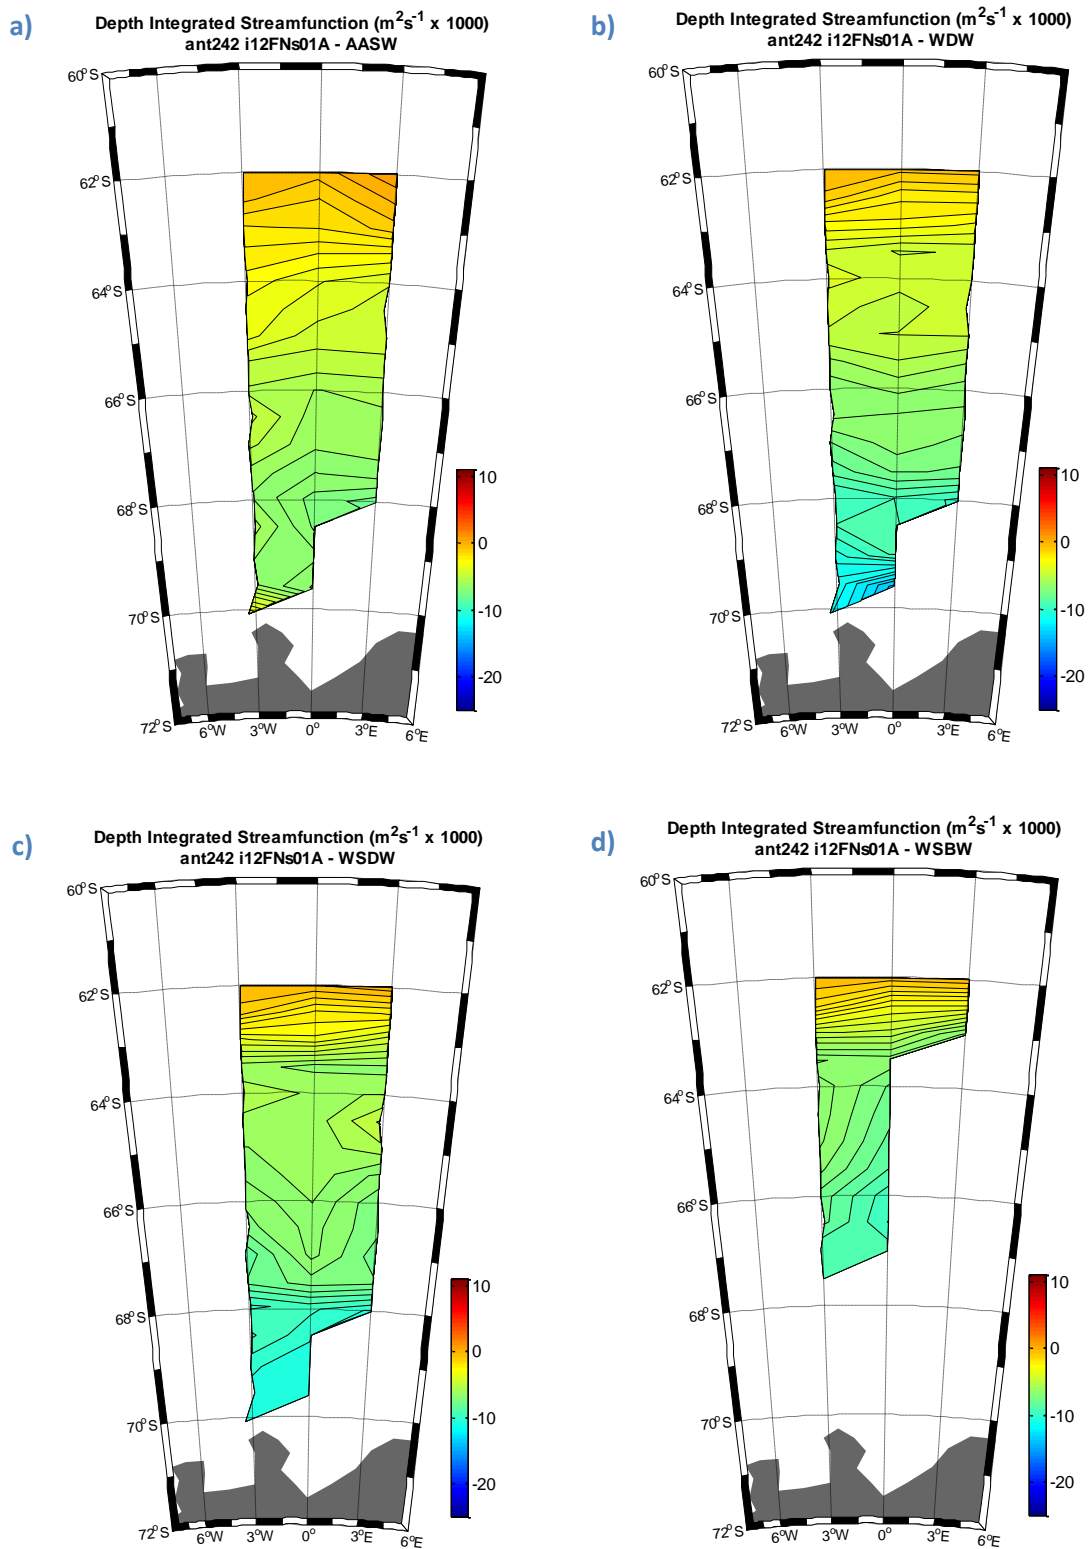 a)
Depth Integrated Streamfunction (m²s⁻¹ x 1000)
ant242 i12FNs01A - AASW
60°S
62°S
64°S
66°S
68°S
70°S
72°S
6°W 3°W 0° 3°E 6°E
10
0
-10
-20
b)
Depth Integrated Streamfunction (m²s⁻¹ x 1000)
ant242 i12FNs01A - WDW
60°S
62°S
64°S
66°S
68°S
70°S
72°S
6°W 3°W 0° 3°E 6°E
10
0
-10
-20
c)
Depth Integrated Streamfunction (m²s⁻¹ x 1000)
ant242 i12FNs01A - WSDW
60°S
62°S
64°S
66°S
68°S
70°S
72°S
6°W 3°W 0° 3°E 6°E
10
0
-10
-20
d)
Depth Integrated Streamfunction (m²s⁻¹ x 1000)
ant242 i12FNs01A - WSBW
60°S
62°S
64°S
66°S
68°S
70°S
72°S
6°W 3°W 0° 3°E 6°E
10
0
-10
-20